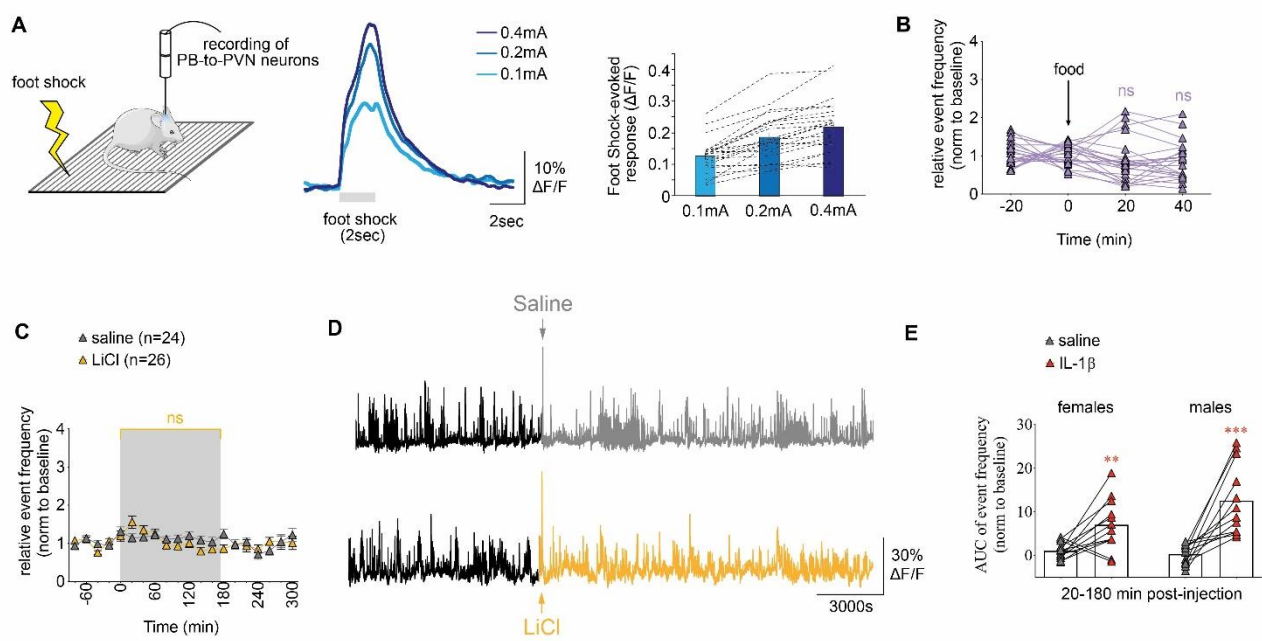 A
foot shock
recording of
PB-to-PVN neurons
0.4mA
0.2mA
0.1mA
10%
ΔF/F
2sec
foot shock
(2sec)
Foot Shock-evoked
response (ΔF/F)
0.4
0.3
0.2
0.1
0
0.1mA 0.2mA 0.4mA
B
relative event frequency
(norm to baseline)
4
3
2
1
0
food
ns ns
-20 0 20 40
Time (min)
C
saline (n=24)
LiCl (n=26)
relative event frequency
(norm to baseline)
4
3
2
1
0
ns
-60 0 60 120 180 240 300
Time (min)
D
Saline
LiCl
30%
ΔF/F
3000s
E
saline
IL-1β
females males
AUC of event frequency
(norm to baseline)
30
20
10
0
** ***
20-180 min post-injection